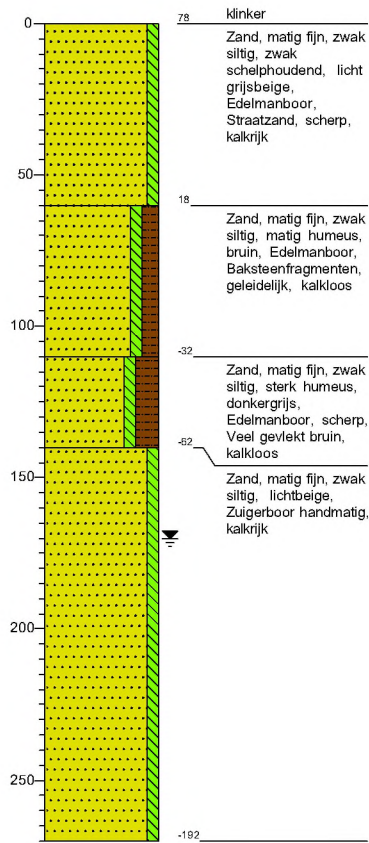 0
78
klinker
Zand, matig fijn, zwak
siltig, zwak
schelphoudend, licht
grijsbeige,
Edelmanboor,
Straatzand, scherp,
kalkrijk
50
18
Zand, matig fijn, zwak
siltig, matig humeus,
bruin, Edelmanboor,
Baksteenfragmenten,
geleidelijk, kalkloos
100
-32
Zand, matig fijn, zwak
siltig, sterk humeus,
donkergrijs,
Edelmanboor, scherp,
Veel gevlekt bruin,
kalkloos
-62
150
Zand, matig fijn, zwak
siltig, lichtbeige,
Zuigerboor handmatig,
kalkrijk
200
250
-192